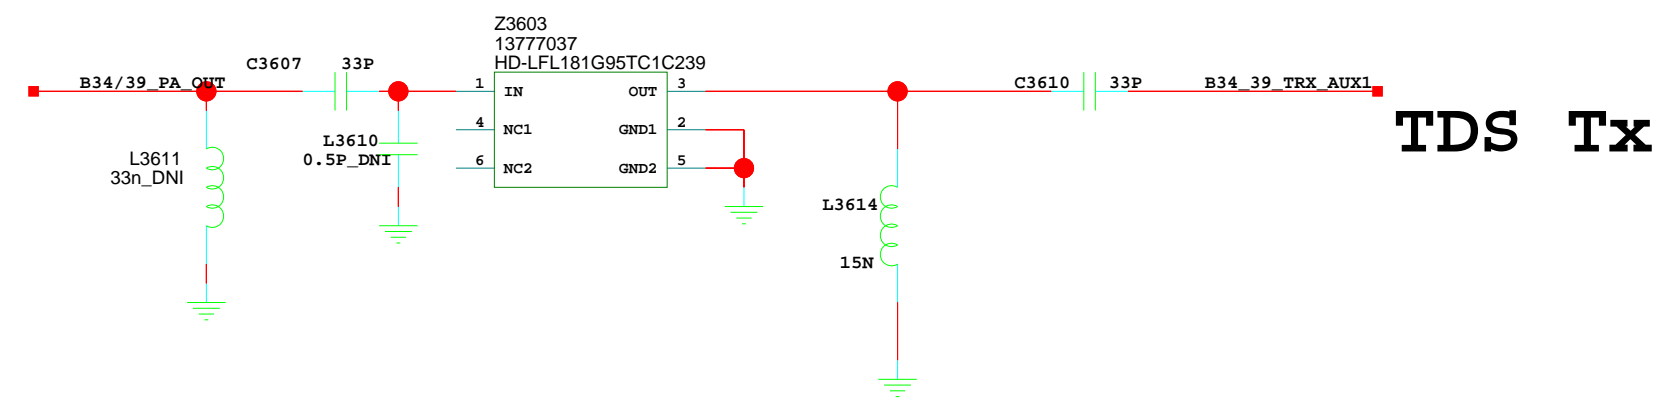 Z3603
13777037
HD-LFL181G95TC1C239
C3607 33P
B34/39_PA_OUT
1 IN OUT 3
C3610 33P
B34_39_TRX_AUX1
TDS Tx
4 NC1 GND1 2
L3610
0.5P_DNI
6 NC2 GND2 5
L3611
33n_DNI
L3614
15N